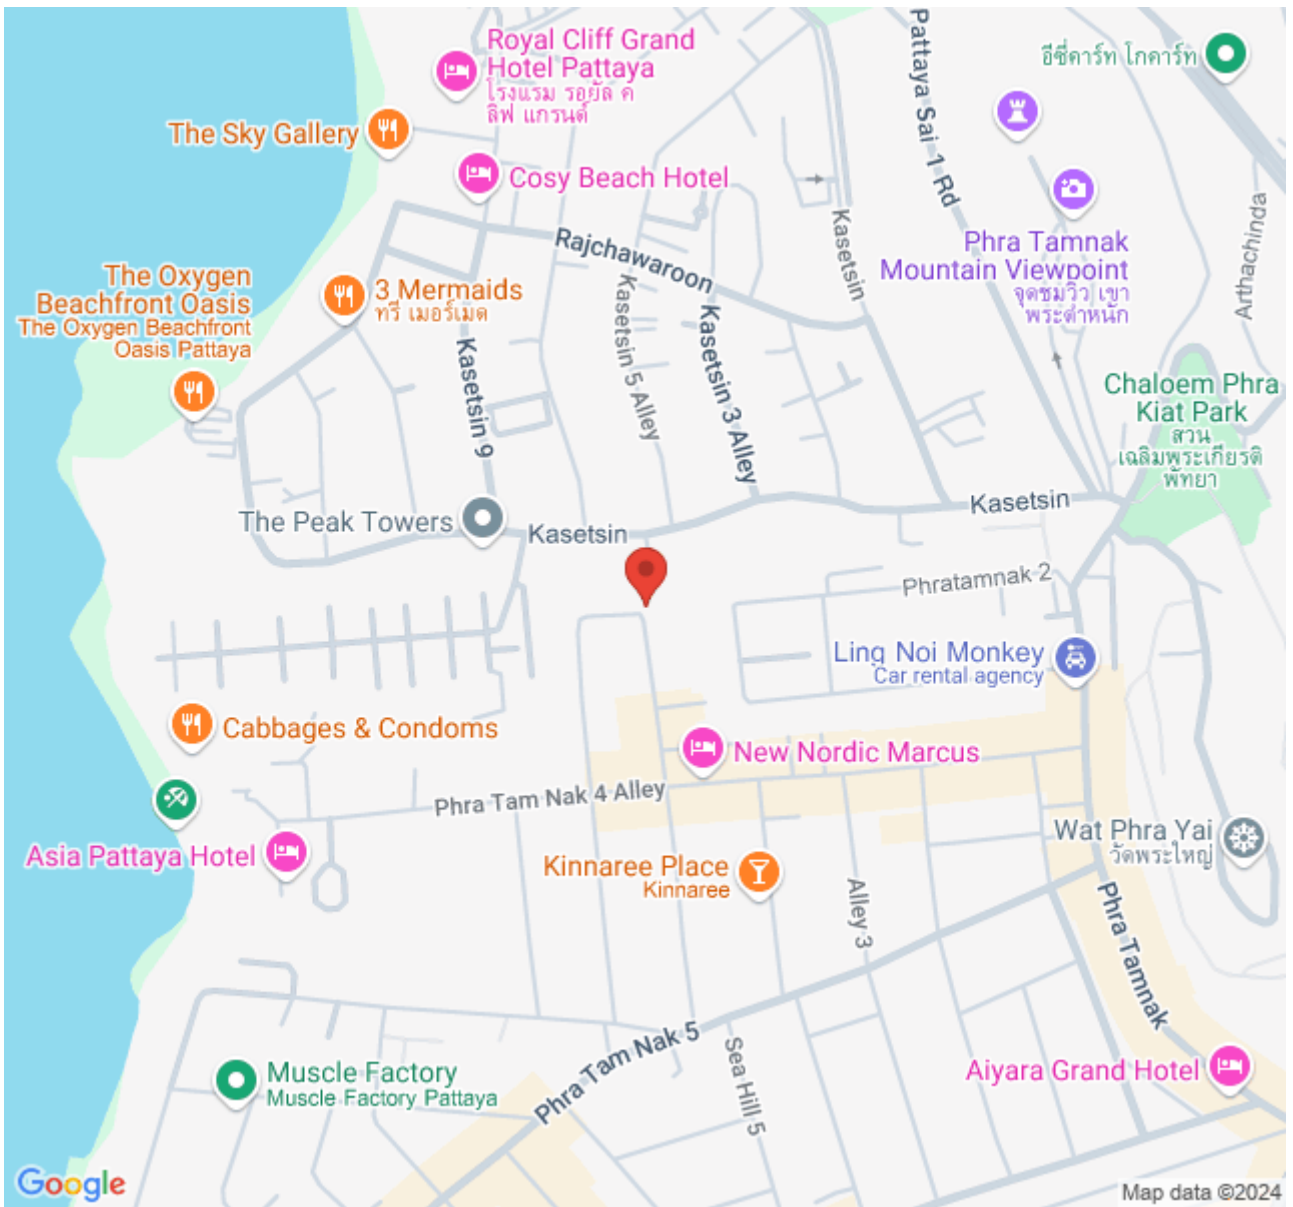 Royal Cliff Grand
Hotel Pattaya
โรงแรม รอยัล ค
ลิฟ แกรนด์
Pattaya Sai 1 Rd
อีซี่คาร์ท โกคาร์ท
The Sky Gallery
Cosy Beach Hotel
Kasetsin
Arthachinda
Rajchawaroon
Phra Tamnak
Mountain Viewpoint
จุดชมวิว เขา
พระตำหนัก
The Oxygen
Beachfront Oasis
The Oxygen Beachfront
Oasis Pattaya
3 Mermaids
ทรี เมอร์เมด
Kasetsin 5 Alley
Kasetsin 3 Alley
Kasetsin 9
Chaloem Phra
Kiat Park
สวน
เฉลิมพระเกียรติ
พัทยา
Kasetsin
The Peak Towers
Kasetsin
Phratamnak 2
Ling Noi Monkey
Car rental agency
Cabbages & Condoms
New Nordic Marcus
Phra Tam Nak 4 Alley
Asia Pattaya Hotel
Wat Phra Yai
วัดพระใหญ่
Kinnaree Place
Kinnaree
Alley 3
Phra Tamnak
Phra Tam Nak 5
Sea Hill 5
Muscle Factory
Muscle Factory Pattaya
Aiyara Grand Hotel
Google
Map data ©2024